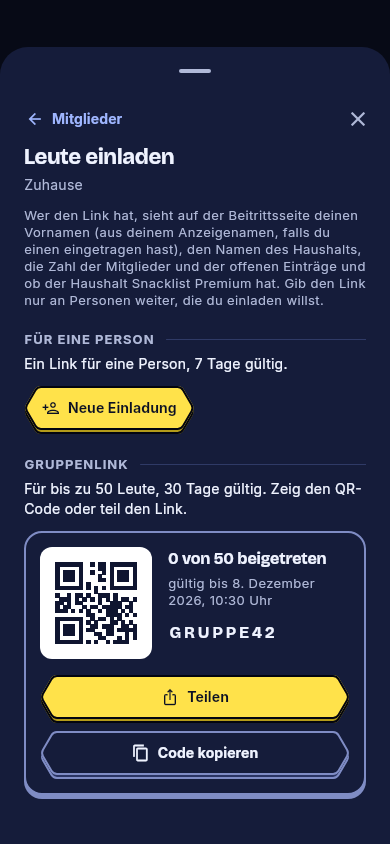 Mitglieder
Leute einladen
Zuhause
Wer den Link hat, sieht auf der Beitrittsseite deinen
Vornamen (aus deinem Anzeigenamen, falls du
einen eingetragen hast), den Namen des Haushalts,
die Zahl der Mitglieder und der offenen Einträge und
ob der Haushalt Snacklist Premium hat. Gib den Link
nur an Personen weiter, die du einladen willst.
FÜR EINE PERSON
Ein Link für eine Person, 7 Tage gültig.
Neue Einladung
GRUPPENLINK
Für bis zu 50 Leute, 30 Tage gültig. Zeig den QR-
Code oder teil den Link.
0 von 50 beigetreten
gültig bis 8. Dezember
2026, 10:30 Uhr
GRUPPE42
Teilen
Code kopieren